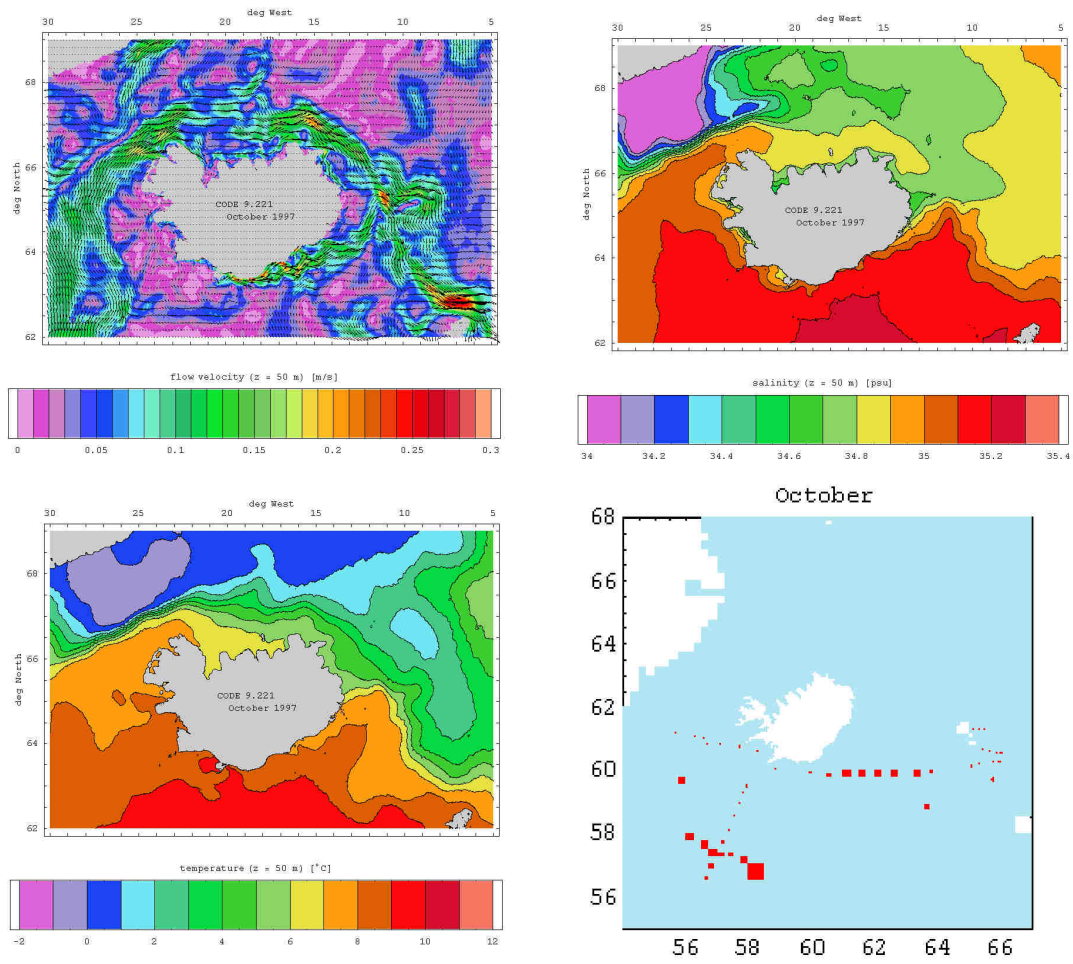 deg West
30 25 20 15 10 5
68
66
64
62
deg North
CODE 9.221
October 1997
flow velocity (z = 50 m) [m/s]
0 0.05 0.1 0.15 0.2 0.25 0.3
deg West
30 25 20 15 10 5
68
66
64
62
deg North
CODE 9.221
October 1997
salinity (z = 50 m) [psu]
34 34.2 34.4 34.6 34.8 35 35.2 35.4
deg West
30 25 20 15 10 5
68
66
64
62
deg North
CODE 9.221
October 1997
temperature (z = 50 m) [°C]
-2 0 2 4 6 8 10 12
October
68
66
64
62
60
58
56
56 58 60 62 64 66